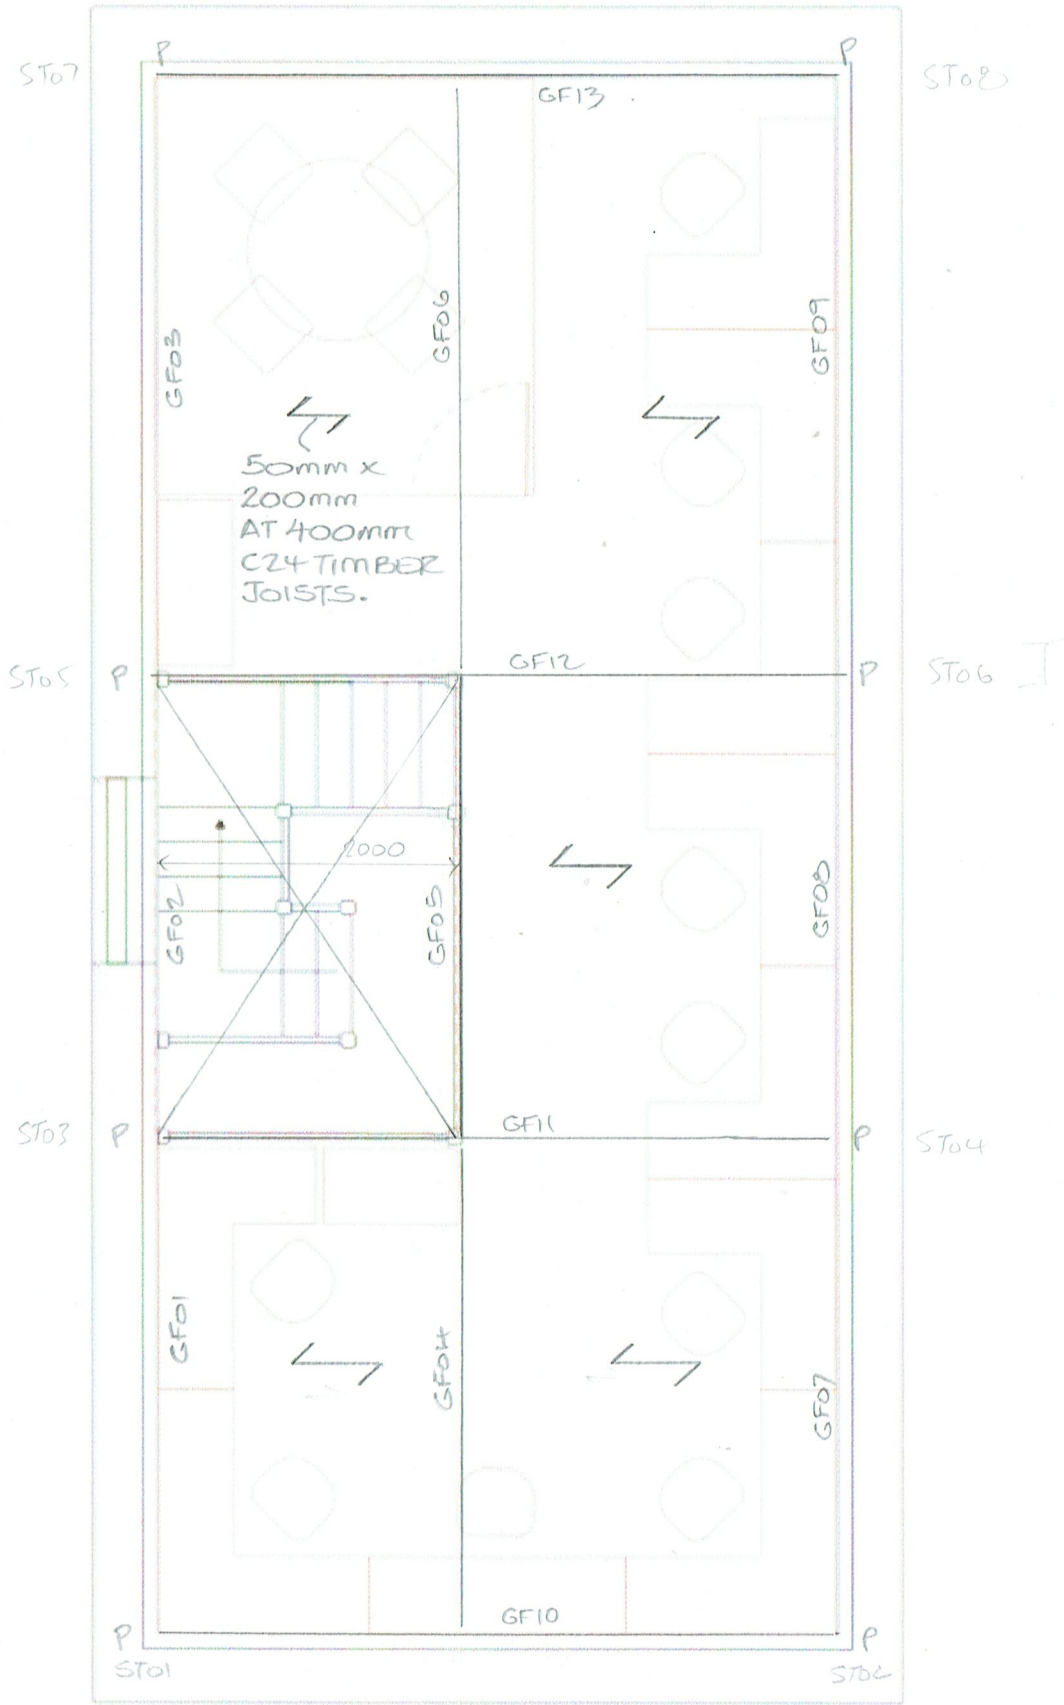 P
P
ST07
ST08
GF13
GF03
GF06
GF09
50mm x
200mm
AT 400mm
C24 TIMBER
JOISTS.
ST05
P
GF12
P
ST06
2000
GF02
GF05
GF08
ST03
P
GF11
P
ST04
GF01
GF04
GF07
GF10
P
P
ST01
ST02